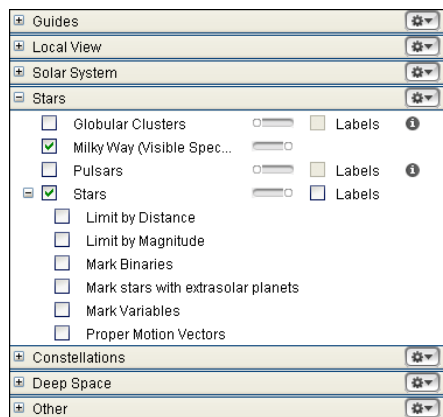 Guides
Local View
Solar System
Stars
Globular Clusters Labels
Milky Way (Visible Spec...
Pulsars Labels
Stars Labels
Limit by Distance
Limit by Magnitude
Mark Binaries
Mark stars with extrasolar planets
Mark Variables
Proper Motion Vectors
Constellations
Deep Space
Other